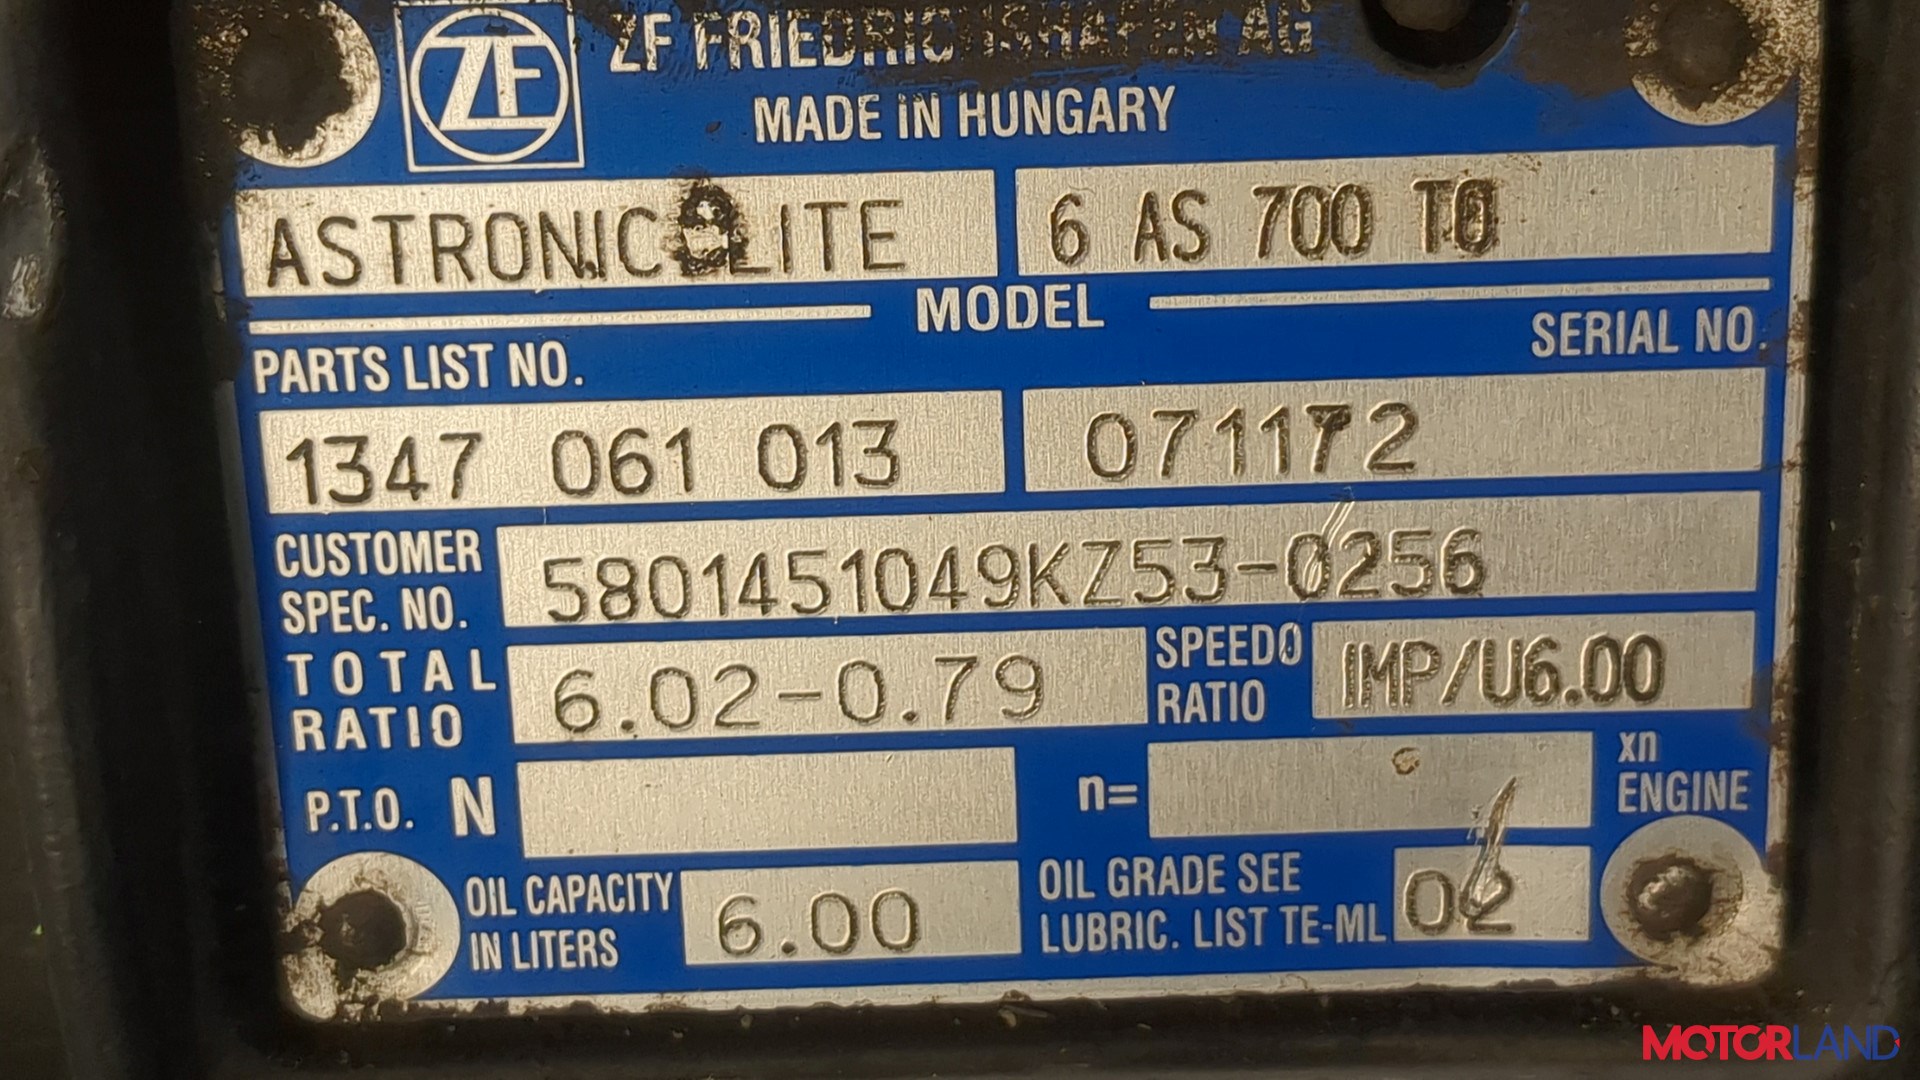 ZF
ZF FRIEDRICHSHAFEN AG
MADE IN HUNGARY
ASTRONIC LITE
6 AS 700 TO
MODEL
PARTS LIST NO.
SERIAL NO.
1347 061 013
071172
CUSTOMER
SPEC. NO.
5801451049KZ53-0256
TOTAL
RATIO
6.02-0.79
SPEEDO
RATIO
IMP/U6.00
P.T.O. N
n=
xn
ENGINE
OIL CAPACITY
IN LITERS
6.00
OIL GRADE SEE
LUBRIC. LIST TE-ML
02
MOTORLAND